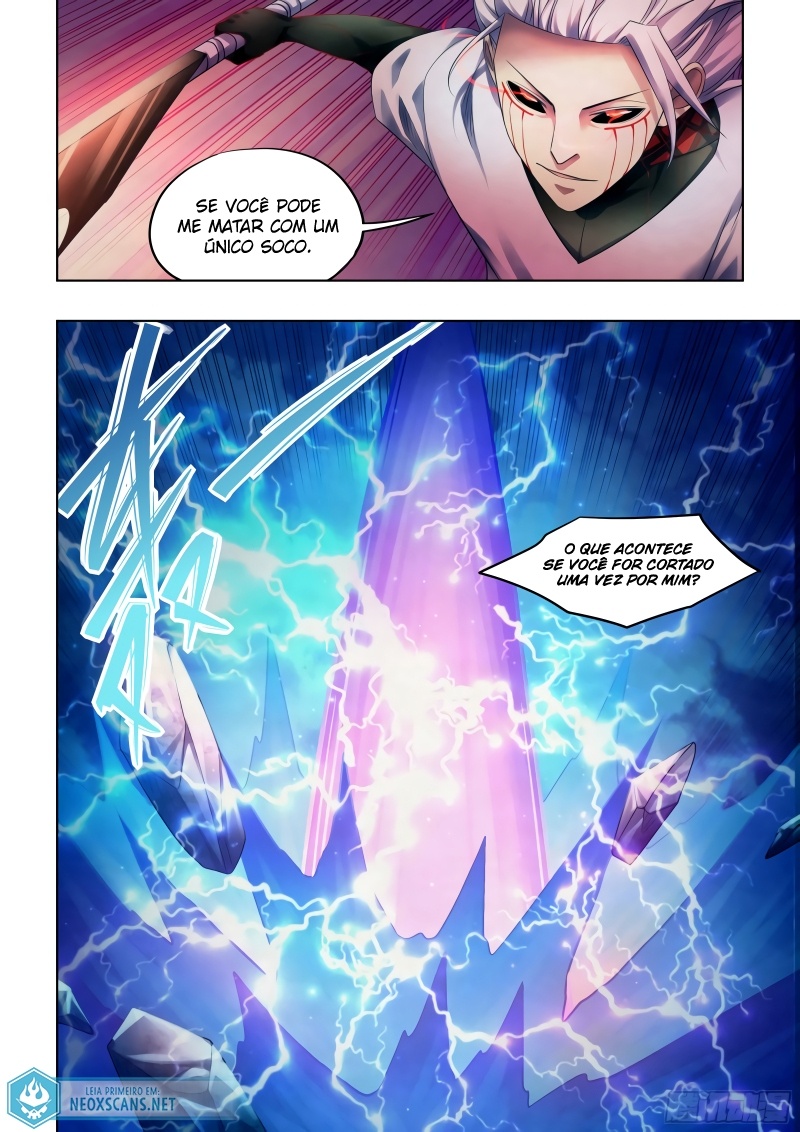 SE VOCÊ PODE
ME MATAR COM UM
ÚNICO SOCO.
O QUE ACONTECE
SE VOCÊ FOR CORTADO
UMA VEZ POR MIM?
LEIA PRIMEIRO EM:
NEOXSCANS.NET